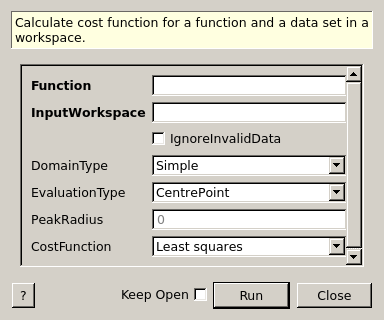 Calculate cost function for a function and a data set in a
workspace.
Function
InputWorkspace
IgnoreInvalidData
DomainType Simple
EvaluationType CentrePoint
PeakRadius 0
CostFunction Least squares
? Keep Open Run Close